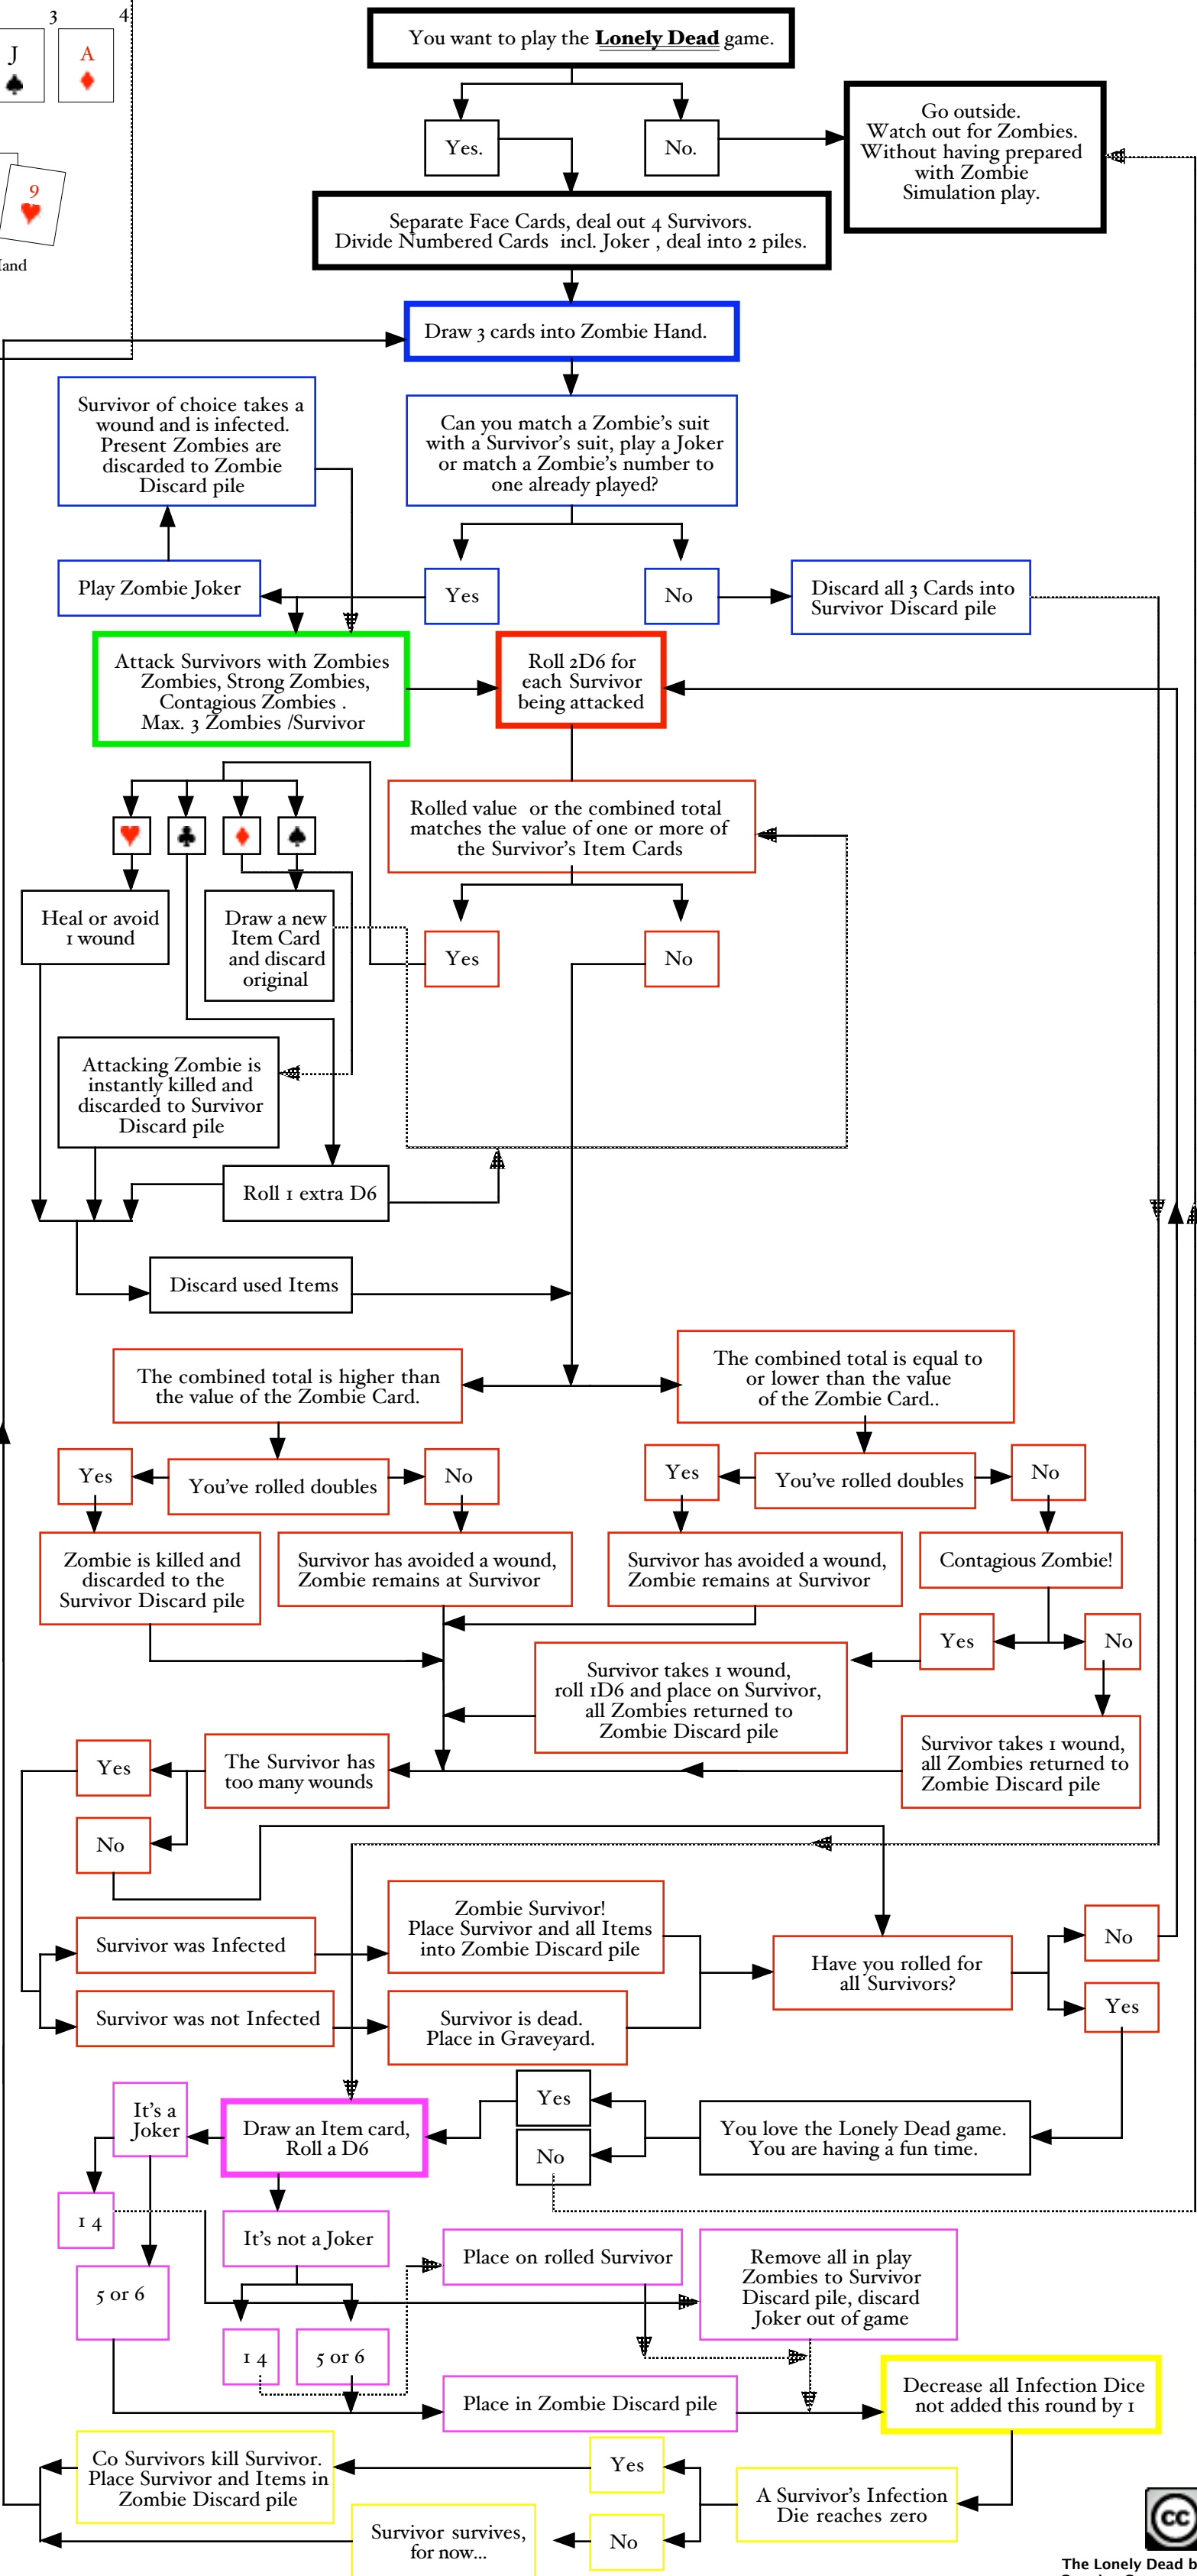 3
4
J
A
9
You want to play the Lonely Dead game.
Yes.
No.
Go outside.
Watch out for Zombies.
Without having prepared
with Zombie
Simulation play.
Separate Face Cards, deal out 4 Survivors.
Divide Numbered Cards incl. Joker , deal into 2 piles.
Draw 3 cards into Zombie Hand.
Survivor of choice takes a
wound and is infected.
Present Zombies are
discarded to Zombie
Discard pile
Can you match a Zombie's suit
with a Survivor's suit, play a Joker
or match a Zombie's number to
one already played?
Play Zombie Joker
Yes
No
Discard all 3 Cards into
Survivor Discard pile
Attack Survivors with Zombies
Zombies, Strong Zombies,
Contagious Zombies .
Max. 3 Zombies /Survivor
Roll 2D6 for
each Survivor
being attacked
Rolled value or the combined total
matches the value of one or more of
the Survivor's Item Cards
Heal or avoid
1 wound
Draw a new
Item Card
and discard
original
Yes
No
Attacking Zombie is
instantly killed and
discarded to Survivor
Discard pile
Roll 1 extra D6
Discard used Items
The combined total is higher than
the value of the Zombie Card.
The combined total is equal to
or lower than the value
of the Zombie Card..
Yes
You've rolled doubles
No
Yes
You've rolled doubles
No
Zombie is killed and
discarded to the
Survivor Discard pile
Survivor has avoided a wound,
Zombie remains at Survivor
Survivor has avoided a wound,
Zombie remains at Survivor
Contagious Zombie!
Yes
No
Survivor takes 1 wound,
roll 1D6 and place on Survivor,
all Zombies returned to
Zombie Discard pile
Survivor takes 1 wound,
all Zombies returned to
Zombie Discard pile
Yes
The Survivor has
too many wounds
No
Survivor was Infected
Zombie Survivor!
Place Survivor and all Items
into Zombie Discard pile
Have you rolled for
all Survivors?
No
Yes
Survivor was not Infected
Survivor is dead.
Place in Graveyard.
It's a
Joker
Draw an Item card,
Roll a D6
Yes
No
You love the Lonely Dead game.
You are having a fun time.
1 4
It's not a Joker
5 or 6
Place on rolled Survivor
Remove all in play
Zombies to Survivor
Discard pile, discard
Joker out of game
1 4
5 or 6
Place in Zombie Discard pile
Decrease all Infection Dice
not added this round by 1
Co Survivors kill Survivor.
Place Survivor and Items in
Zombie Discard pile
Yes
A Survivor's Infection
Die reaches zero
No
Survivor survives,
for now...
cc
The Lonely Dead b